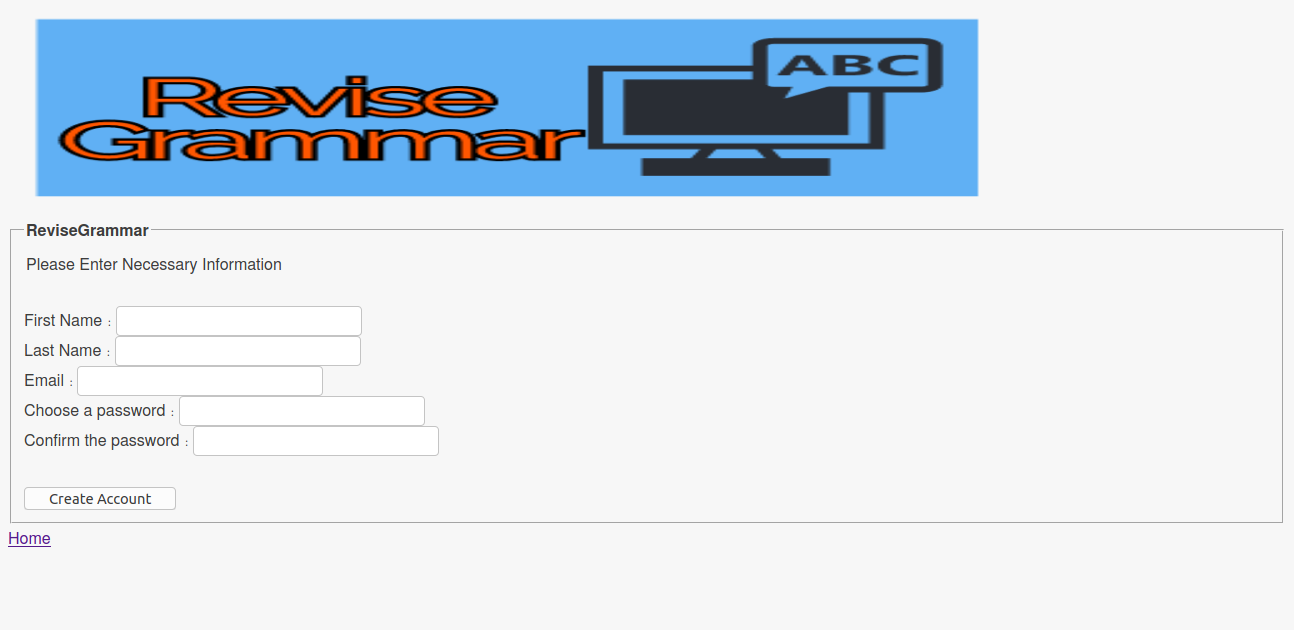 ABC
Revise
Grammar
ReviseGrammar
Please Enter Necessary Information
First Name :
Last Name :
Email :
Choose a password :
Confirm the password :
Create Account
Home